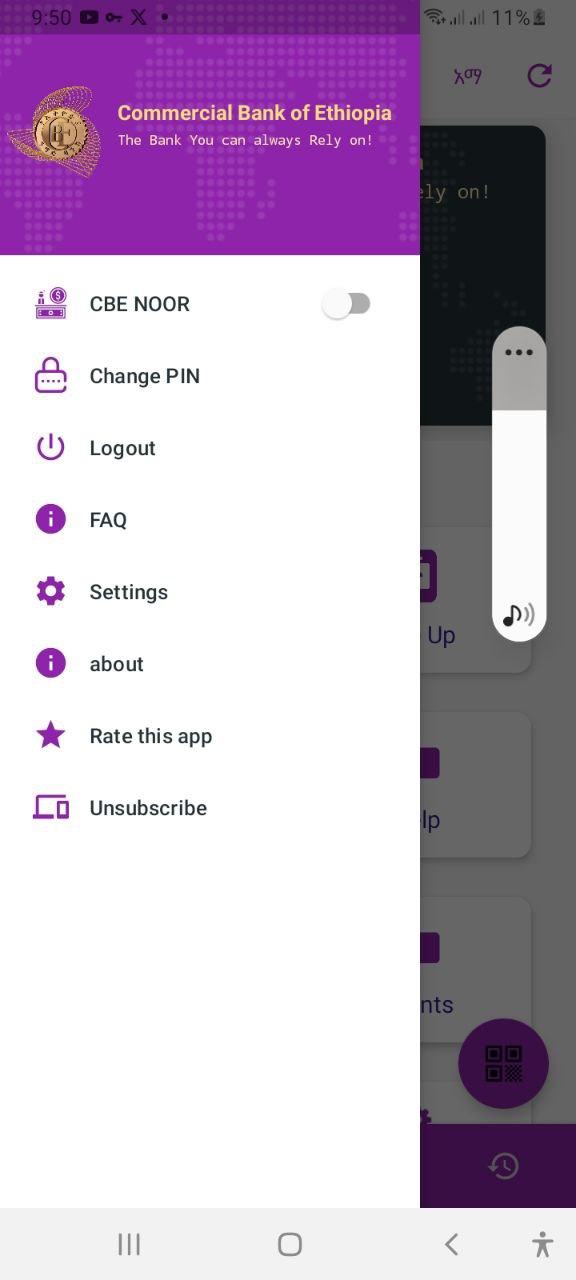 9:50
11%
አማ
Commercial Bank of Ethiopia
The Bank You can always Rely on!
ely on!
CBE NOOR
Change PIN
Logout
FAQ
Settings
Up
about
Rate this app
Unsubscribe
lp
nts